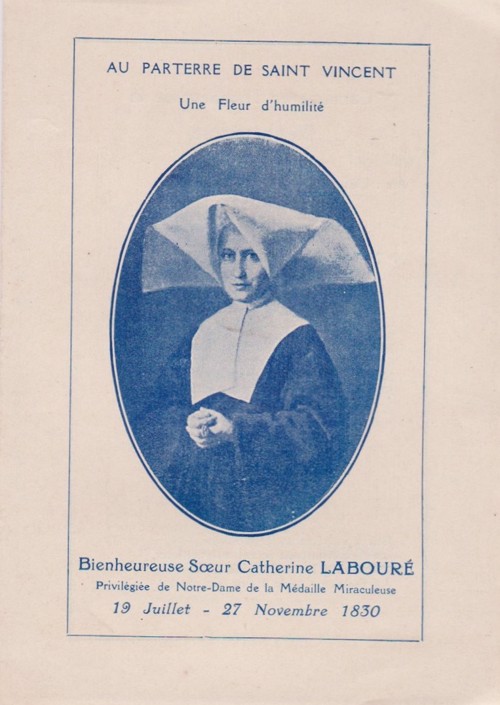 AU PARTERRE DE SAINT VINCENT
Une Fleur d'humilité
Bienheureuse Sœur Catherine LABOURÉ
Privilégiée de Notre-Dame de la Médaille Miraculeuse
19 Juillet - 27 Novembre 1830